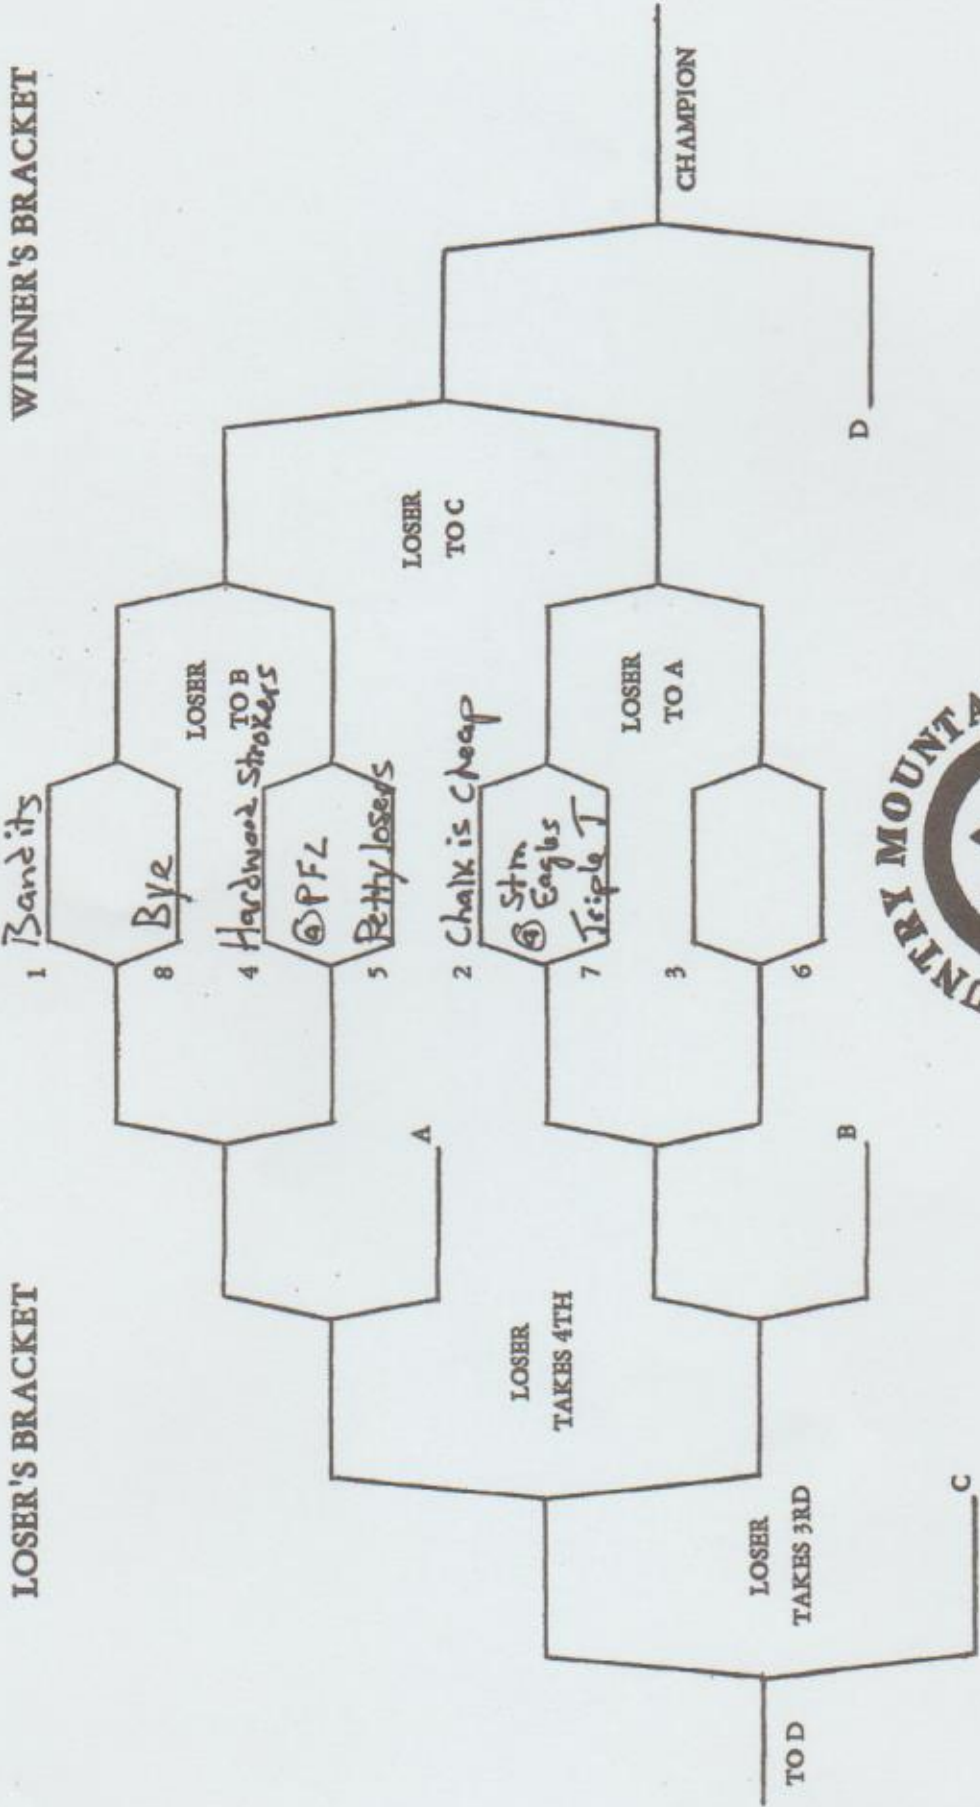 LOSER'S BRACKET
WINNER'S BRACKET
1 Bandits
8 Bye
LOSER
TO B
4 Hardwood Strokers
@ PFL
5 Petty losers
LOSER
TO C
2 Chalk is Cheap
@ Stm
Eagles
7 Triple J
LOSER
TO A
3
6
A
B
LOSER
TAKES 4TH
LOSER
TAKES 3RD
C
TO D
D
CHAMPION
MOUNT